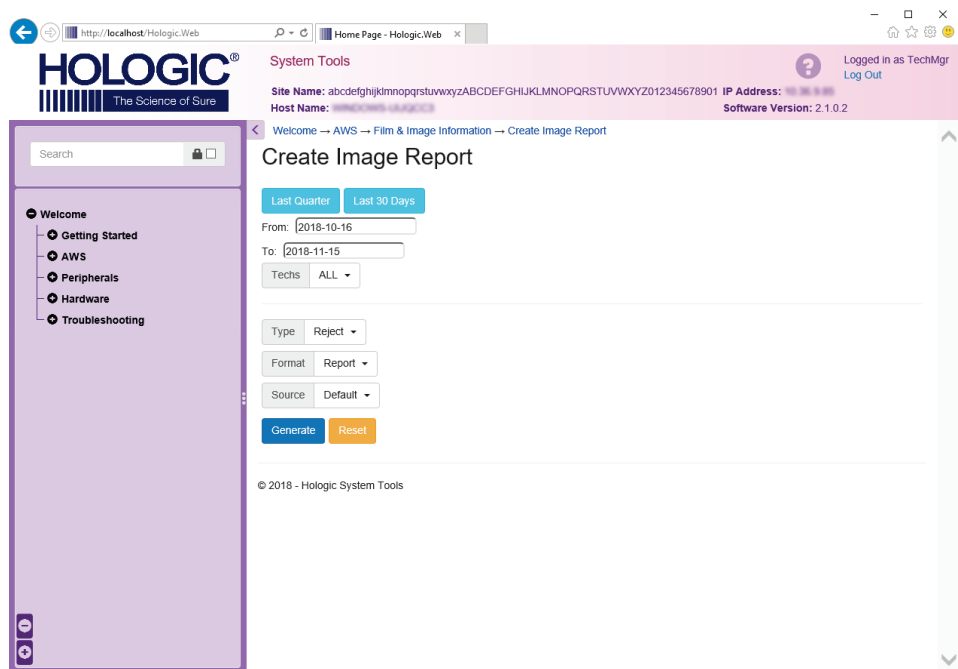 http://localhost/Hologic.Web
Home Page - Hologic.Web
HOLOGIC®
The Science of Sure
System Tools
Logged in as TechMgr
Log Out
Site Name: abcdefghijklmnopqrstuvwxyzABCDEFGHIJKLMNOPQRSTUVWXYZ012345678901 IP Address:
Host Name:
Software Version: 2.1.0.2
Search
Welcome
Getting Started
AWS
Peripherals
Hardware
Troubleshooting
Welcome → AWS → Film & Image Information → Create Image Report
Create Image Report
Last Quarter Last 30 Days
From: 2018-10-16
To: 2018-11-15
Techs ALL
Type Reject
Format Report
Source Default
Generate Reset
© 2018 - Hologic System Tools